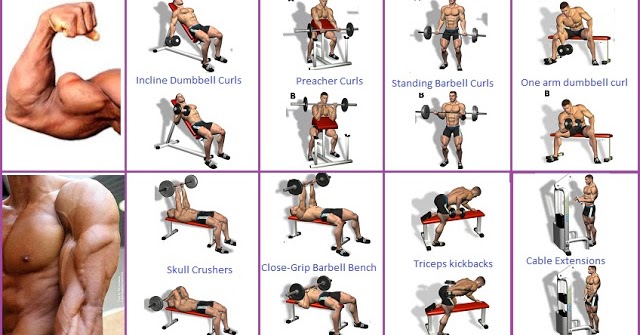 A
A
A
Incline Dumbbell Curls
Preacher Curls
Standing Barbell Curls
One arm dumbbell curl
B
B
B
Skull Crushers
Close-Grip Barbell Bench
Triceps kickbacks
Cable Extensions